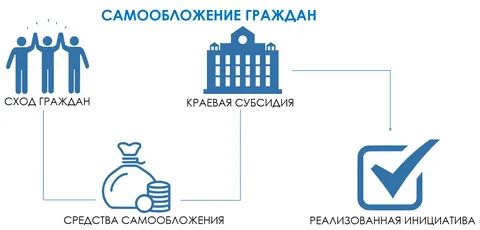 САМООБЛОЖЕНИЕ ГРАЖДАН
СХОД ГРАЖДАН
КРАЕВАЯ СУБСИДИЯ
СРЕДСТВА САМООБЛОЖЕНИЯ
РЕАЛИЗОВАННАЯ ИНИЦИАТИВА